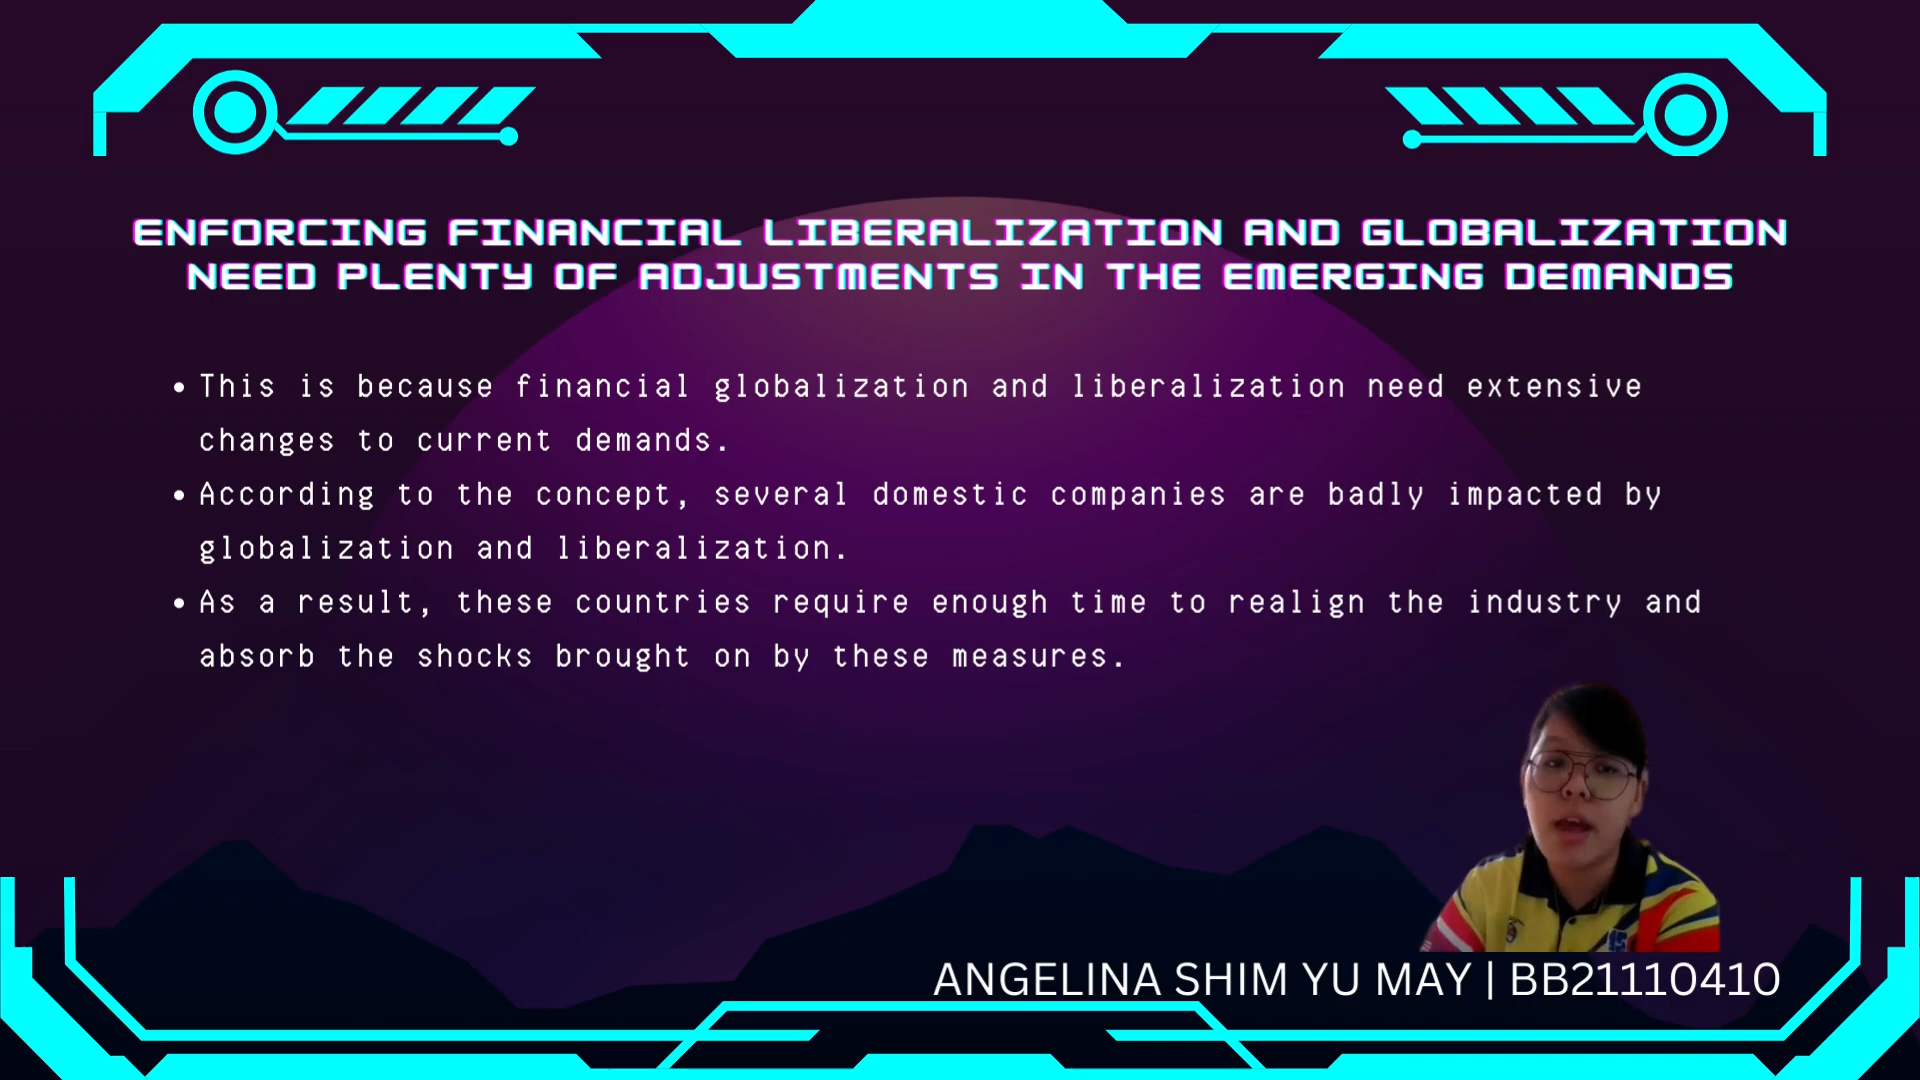 ENFORCING FINANCIAL LIBERALIZATION AND GLOBALIZATION
NEED PLENTY OF ADJUSTMENTS IN THE EMERGING DEMANDS
• This is because financial globalization and liberalization need extensive
changes to current demands.
• According to the concept, several domestic companies are badly impacted by
globalization and liberalization.
• As a result, these countries require enough time to realign the industry and
absorb the shocks brought on by these measures.
ANGELINA SHIM YU MAY | BB21110410